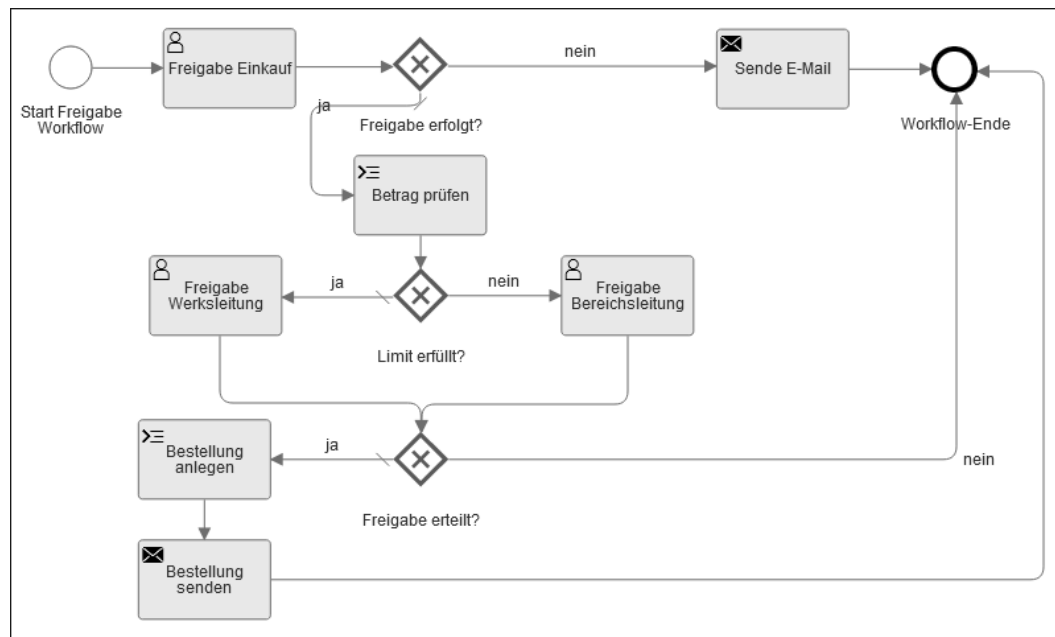 Freigabe Einkauf
nein
Sende E-Mail
Start Freigabe
Workflow
ja
Freigabe erfolgt?
Workflow-Ende
Betrag prüfen
Freigabe
Werksleitung
ja
nein
Freigabe
Bereichsleitung
Limit erfüllt?
Bestellung
anlegen
ja
nein
Freigabe erteilt?
Bestellung
senden